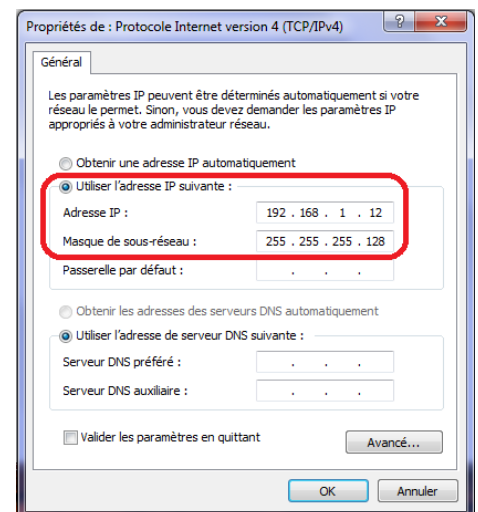 Propriétés de : Protocole Internet version 4 (TCP/IPv4)
Général
Les paramètres IP peuvent être déterminés automatiquement si votre
réseau le permet. Sinon, vous devez demander les paramètres IP
appropriés à votre administrateur réseau.
Obtenir une adresse IP automatiquement
Utiliser l'adresse IP suivante :
Adresse IP : 192 . 168 . 1 . 12
Masque de sous-réseau : 255 . 255 . 255 . 128
Passerelle par défaut : . . .
Obtenir les adresses des serveurs DNS automatiquement
Utiliser l'adresse de serveur DNS suivante :
Serveur DNS préféré : . . .
Serveur DNS auxiliaire : . . .
Valider les paramètres en quittant
Avancé...
OK Annuler